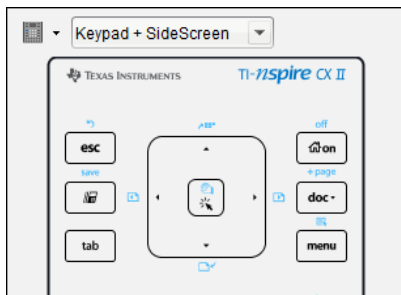 Keypad + SideScreen
TEXAS INSTRUMENTS TI-nspire CX II
off
esc on
save + page
doc
tab menu